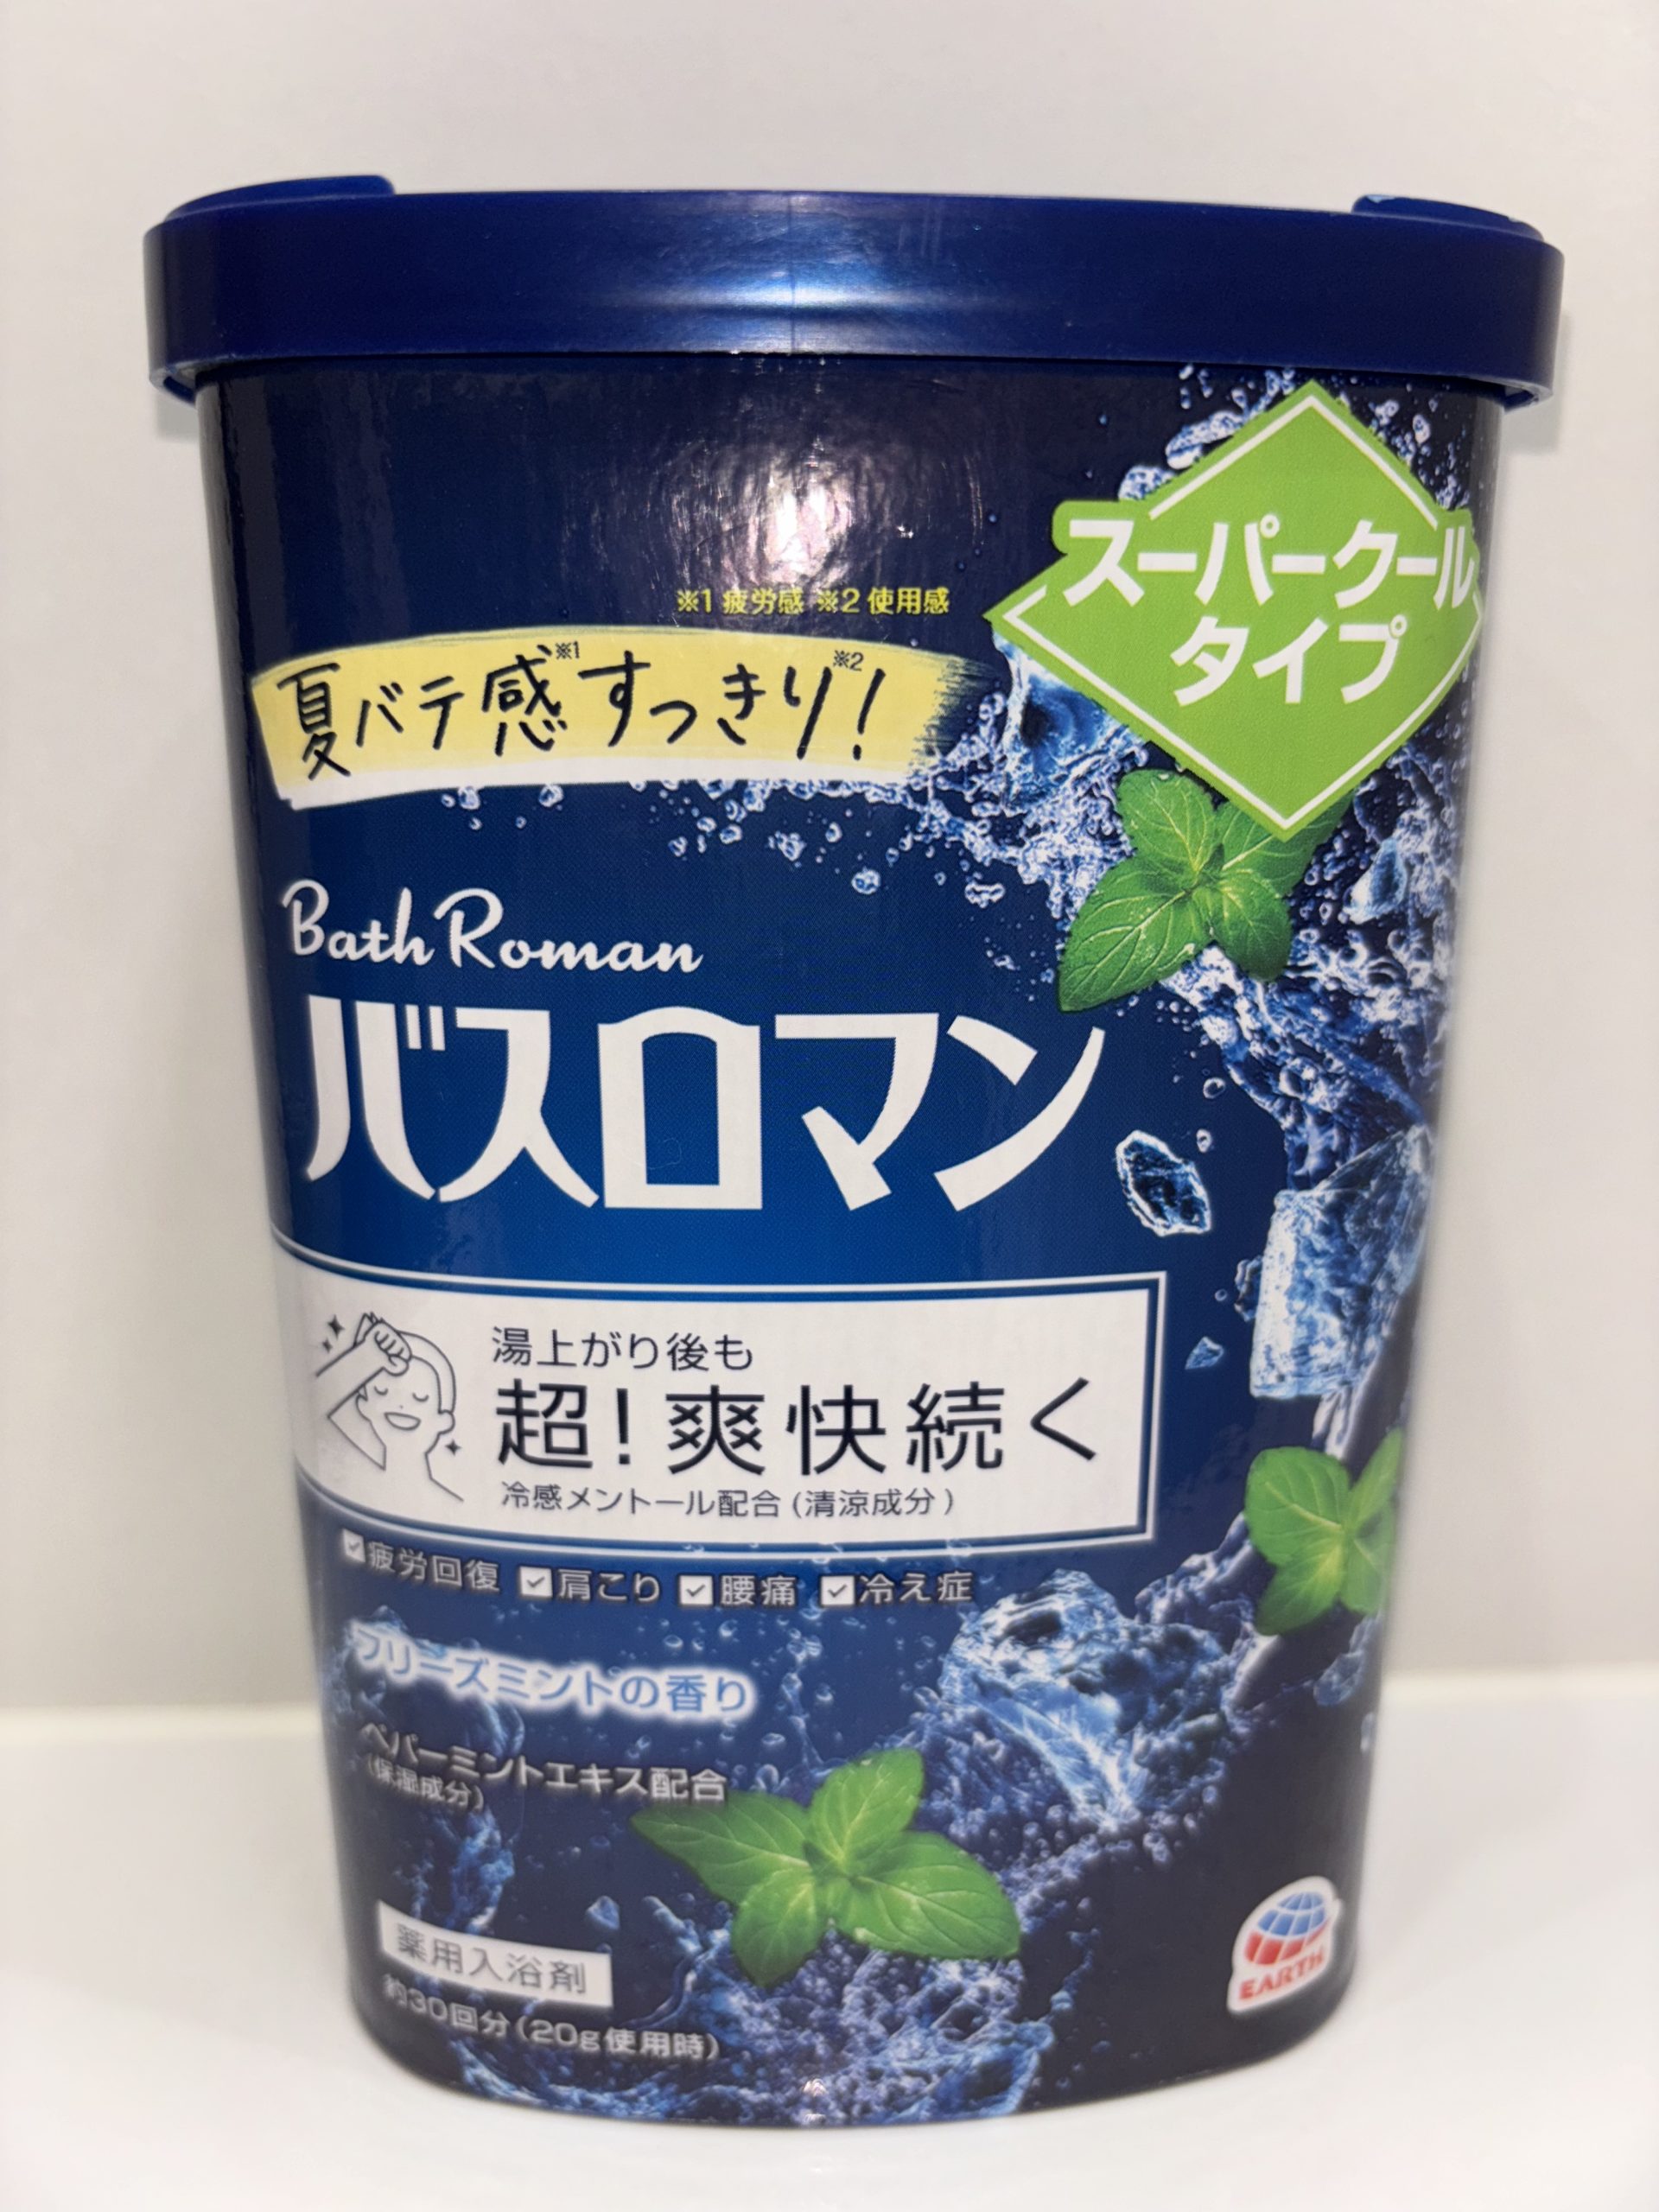 スーパークール
タイプ
※1 疲労感 ※2 使用感
夏バテ感※1すっきり※2!
Bath Roman
バスロマン
湯上がり後も
超!爽快続く
冷感メントール配合(清涼成分)
疲労回復 肩こり 腰痛 冷え症
フリーズミントの香り
ペパーミントエキス配合
(保湿成分)
薬用入浴剤
約30回分(20g使用時)
EARTH